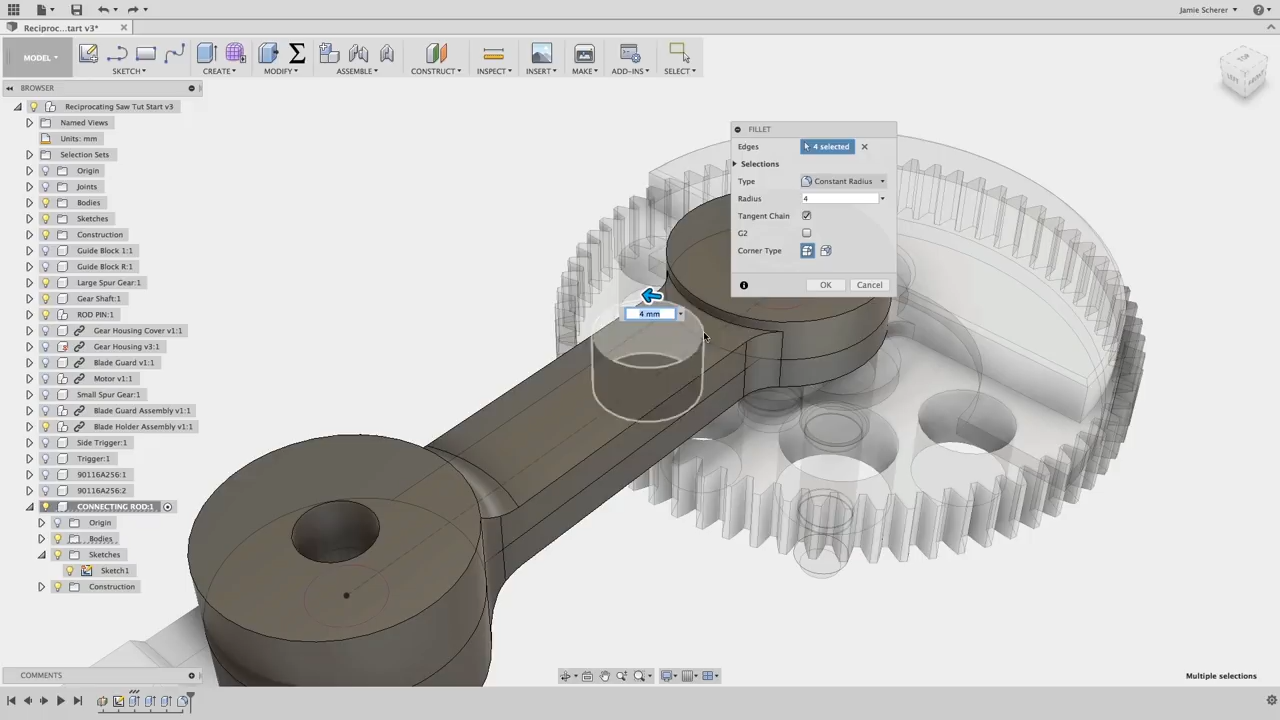 Jamie Scherer
Reciproc...tart v3*
MODEL
SKETCH
CREATE
MODIFY
ASSEMBLE
CONSTRUCT
INSPECT
INSERT
MAKE
ADD-INS
SELECT
BROWSER
Reciprocating Saw Tut Start v3
Named Views
Units: mm
Selection Sets
Origin
Joints
Bodies
Sketches
Construction
Guide Block 1:1
Guide Block R:1
Large Spur Gear:1
Gear Shaft:1
ROD PIN:1
Gear Housing Cover v1:1
Gear Housing v3:1
Blade Guard v1:1
Motor v1:1
Small Spur Gear:1
Blade Guard Assembly v1:1
Blade Holder Assembly v1:1
Side Trigger:1
Trigger:1
90116A256:1
90116A256:2
CONNECTING ROD:1
Origin
Bodies
Sketches
Sketch1
Construction
FILLET
Edges 4 selected
Selections
Type Constant Radius
Radius 4
Tangent Chain
G2
Corner Type
OK Cancel
4 mm
TOP
LEFT
COMMENTS
Multiple selections